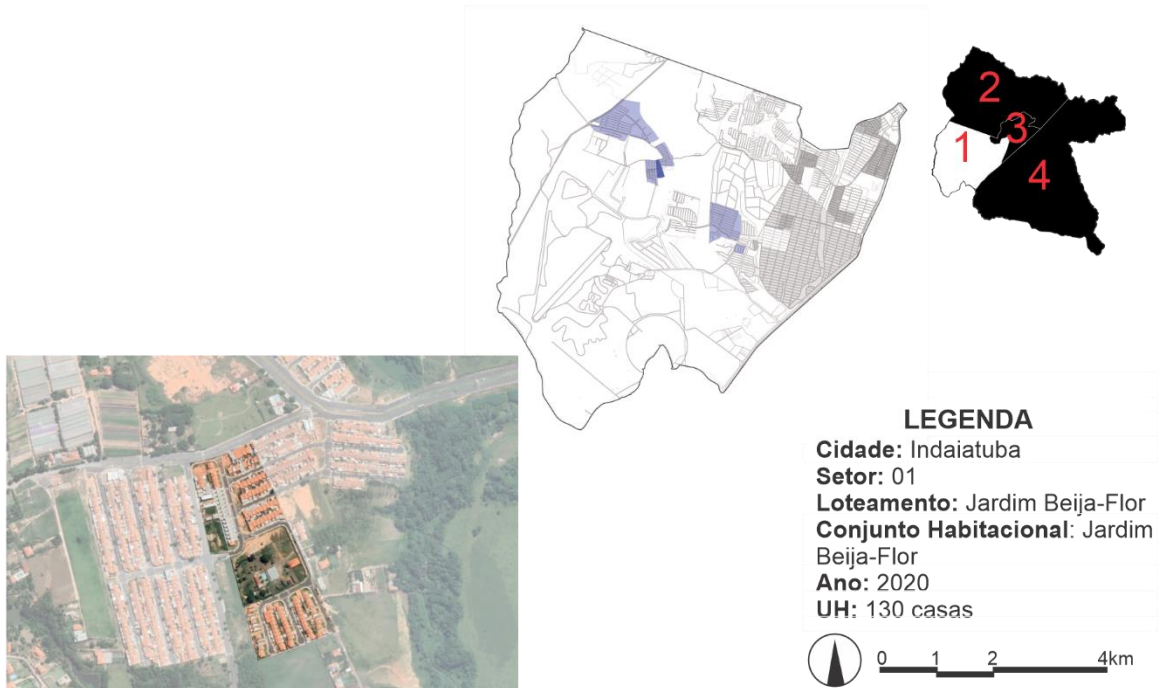 2
3
1
4
LEGENDA
Cidade: Indaiatuba
Setor: 01
Loteamento: Jardim Beija-Flor
Conjunto Habitacional: Jardim
Beija-Flor
Ano: 2020
UH: 130 casas
0 1 2 4km